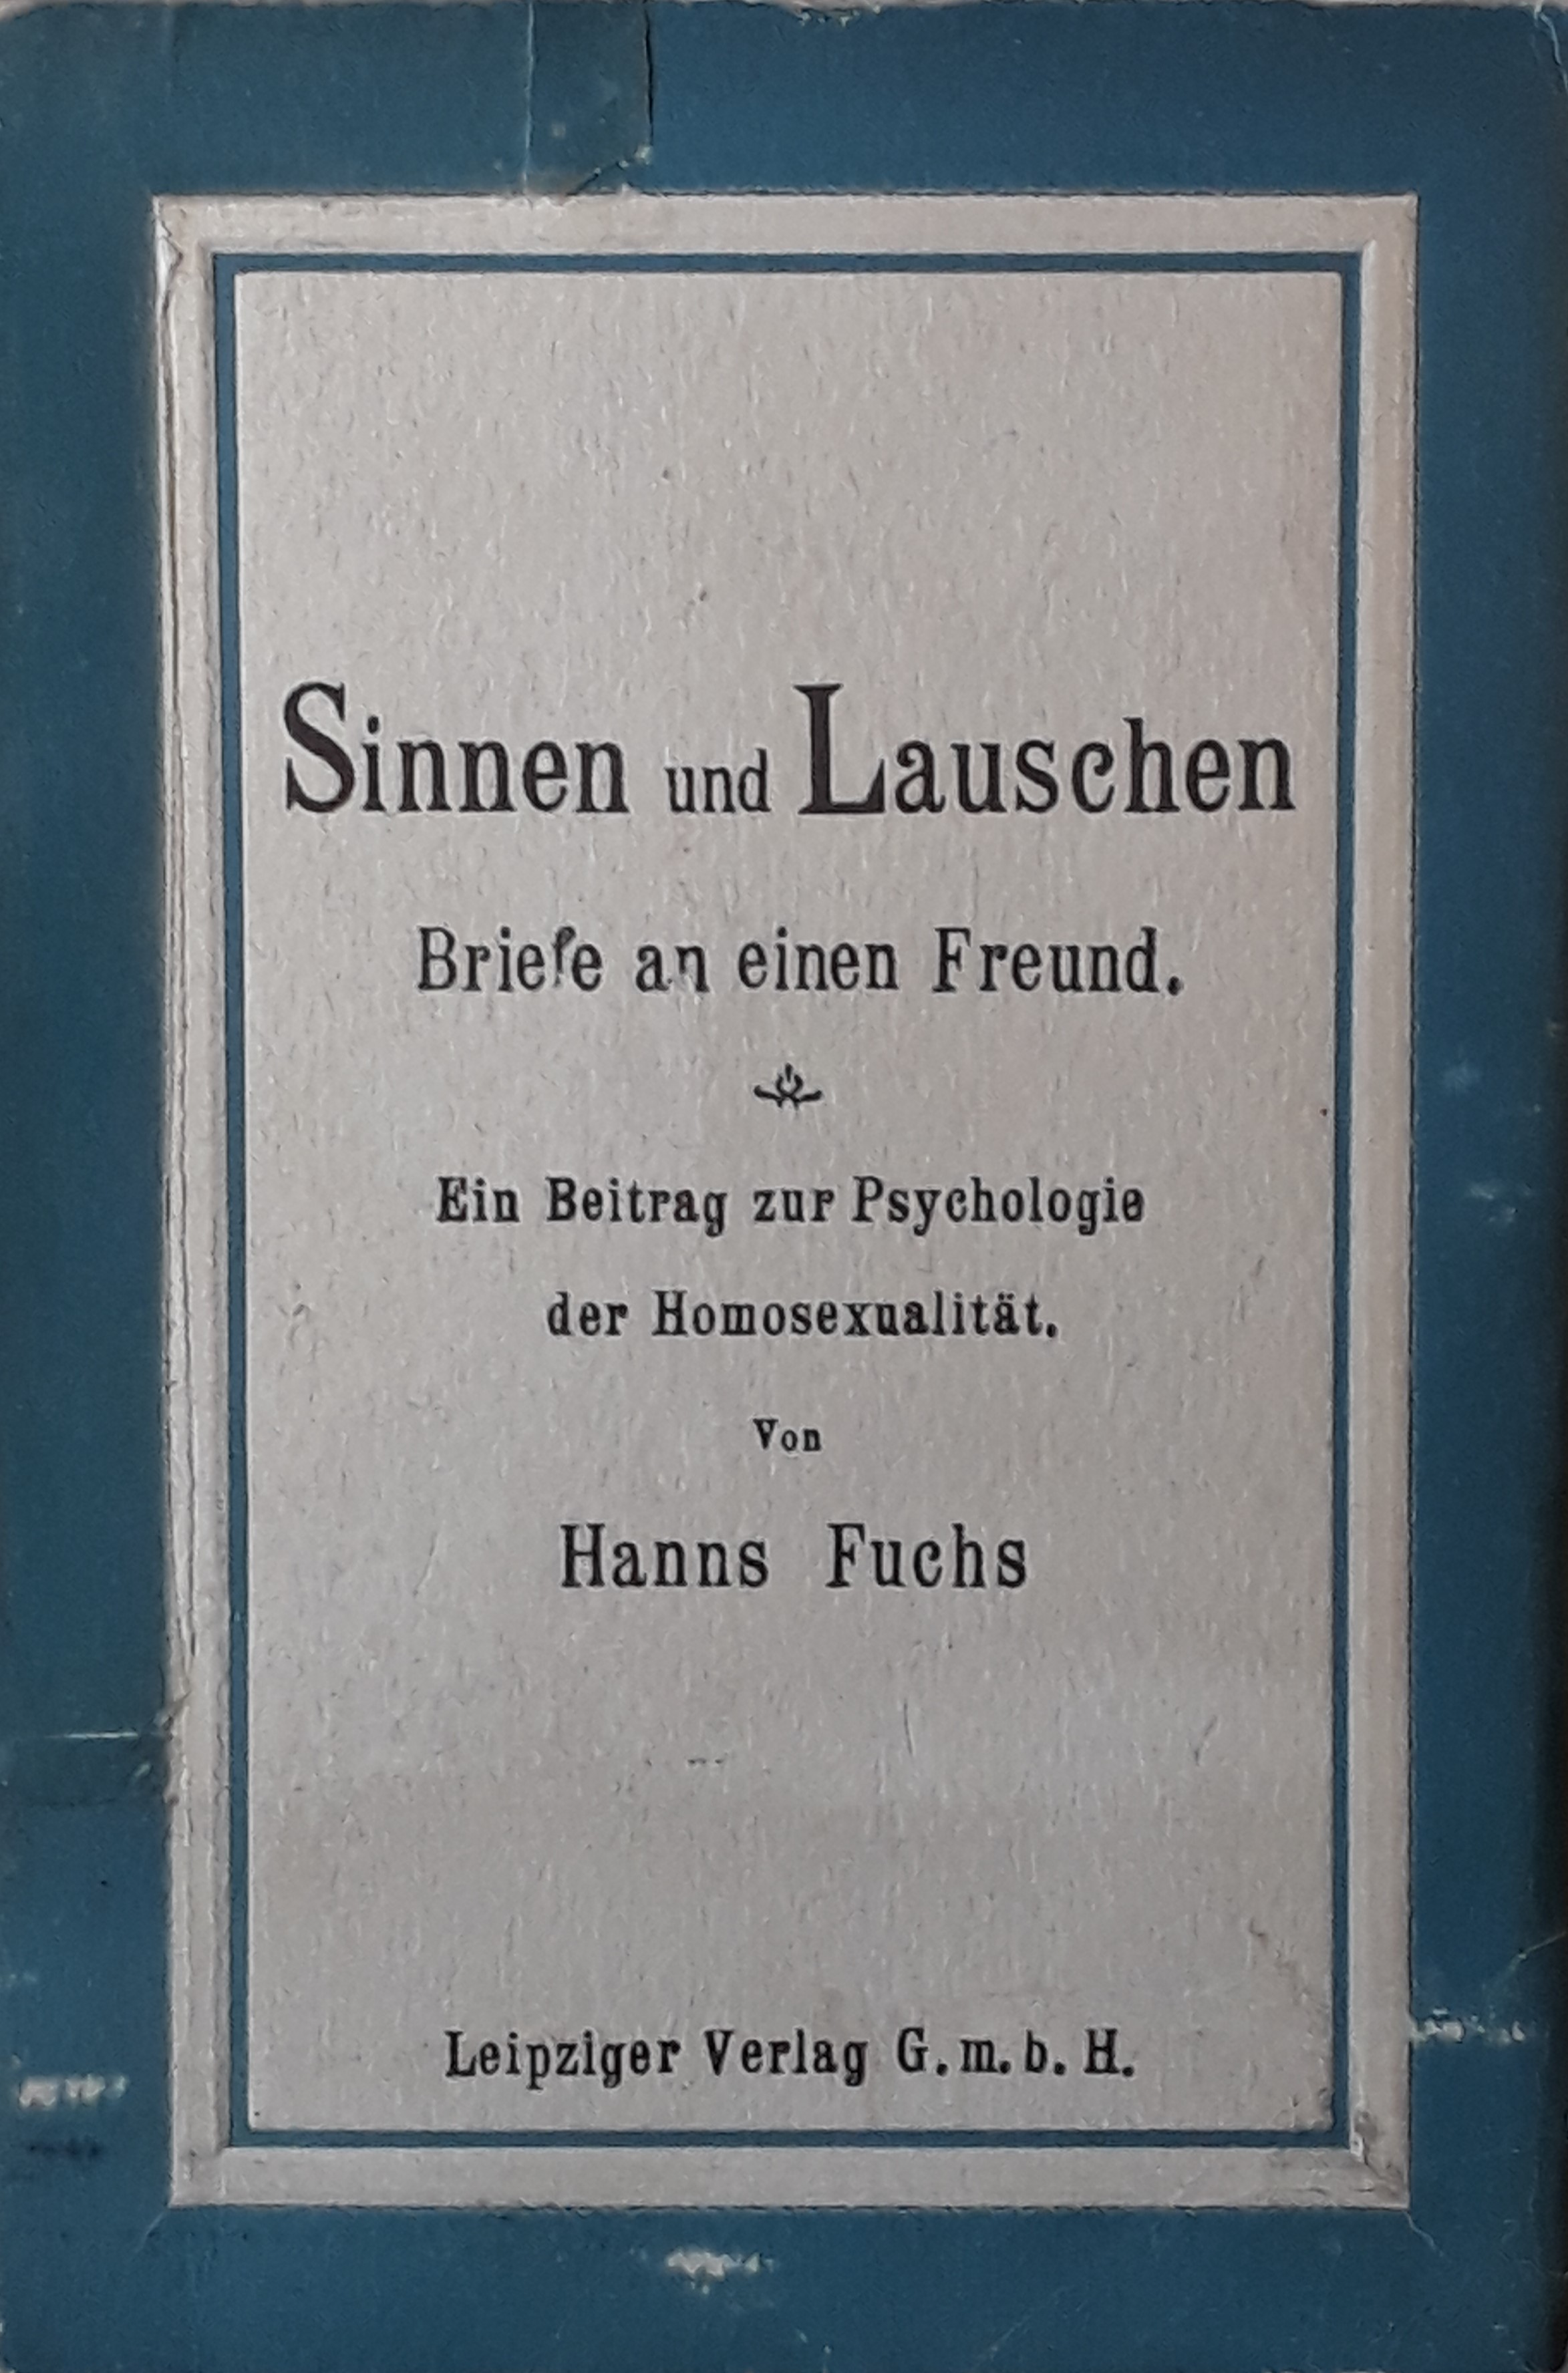 Sinnen und Lauschen
Briefe an einen Freund.
Ein Beitrag zur Psychologie
der Homosexualität.
Von
Hanns Fuchs
Leipziger Verlag G. m. b. H.